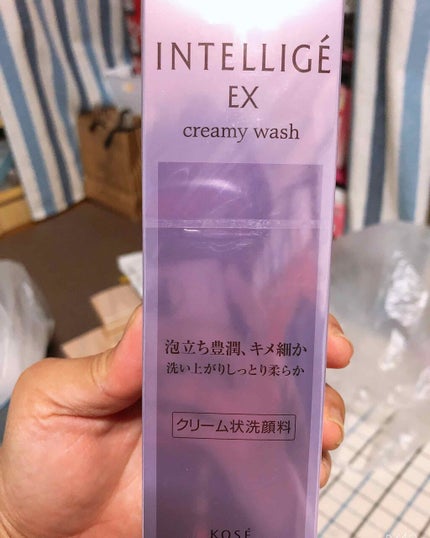 INTELLIGÉ
EX
creamy wash
泡立ち豊潤、キメ細か
洗い上がりしっとり柔らか
クリーム状洗顔料
KOSÉ